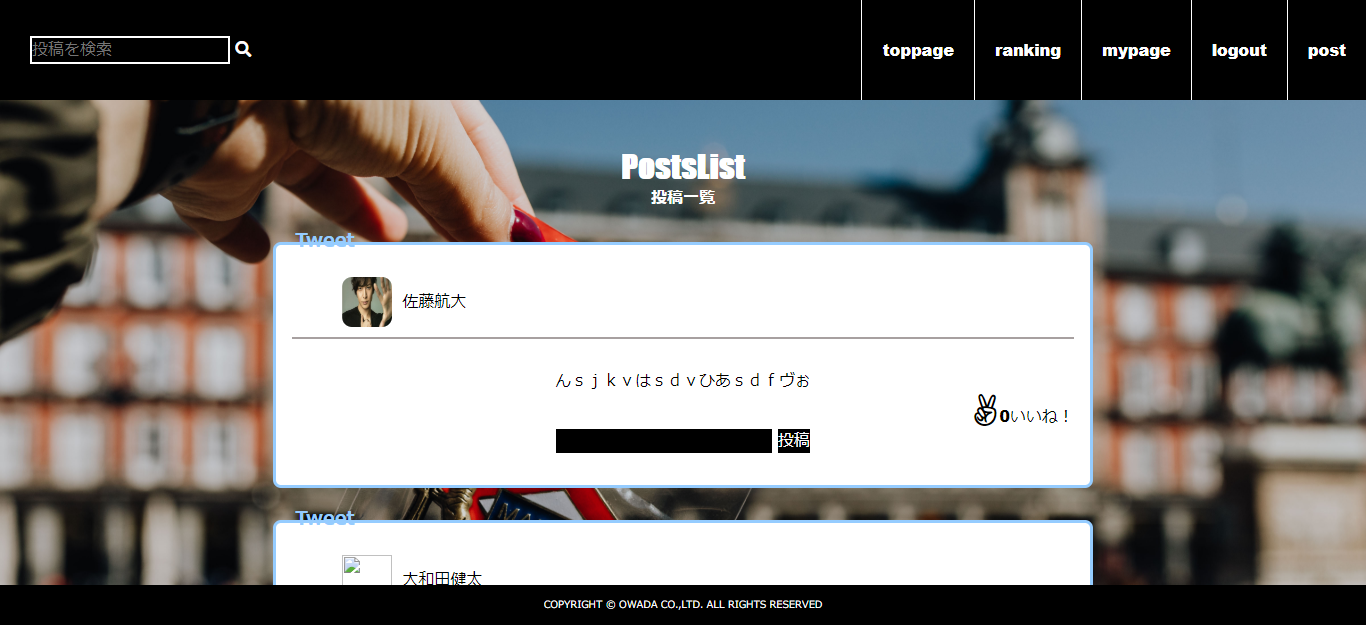 投稿を検索
toppage
ranking
mypage
logout
post
PostsList
投稿一覧
Tweet
佐藤航大
んｓｊｋｖはｓｄｖひあｓｄｆヴぉ
0いいね！
投稿
Tweet
大和田健太
COPYRIGHT © OWADA CO.,LTD. ALL RIGHTS RESERVED